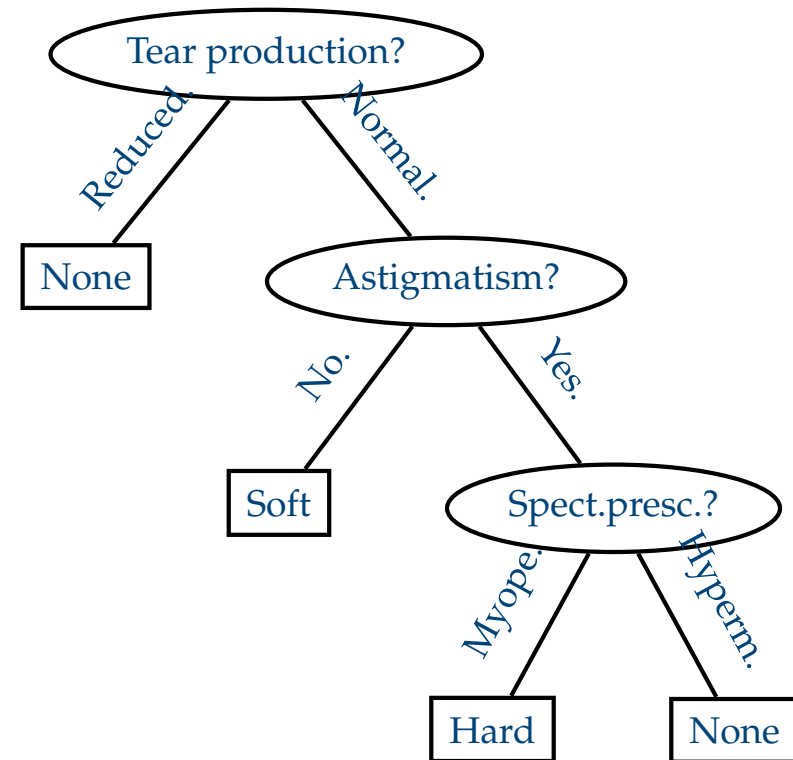 Tear production?
Reduced.
Normal.
None
Astigmatism?
No.
Yes.
Soft
Spect.presc.?
Myope.
Hyperm.
Hard
None